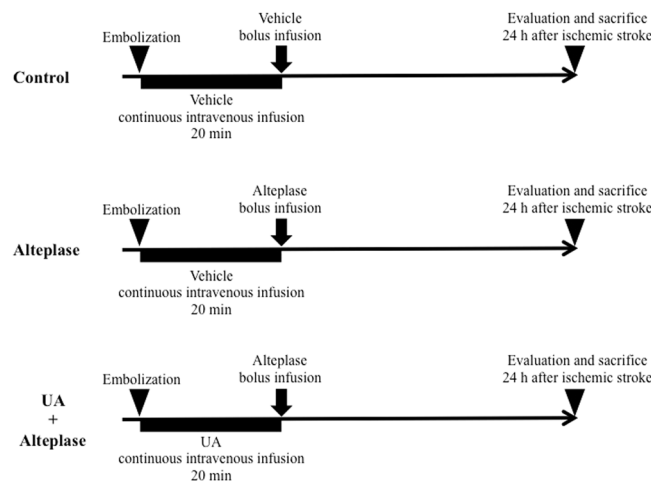 Embolization
Vehicle
bolus infusion
Evaluation and sacrifice
24 h after ischemic stroke
Control
Vehicle
continuous intravenous infusion
20 min
Embolization
Alteplase
bolus infusion
Evaluation and sacrifice
24 h after ischemic stroke
Alteplase
Vehicle
continuous intravenous infusion
20 min
Embolization
Alteplase
bolus infusion
Evaluation and sacrifice
24 h after ischemic stroke
UA
+
Alteplase
UA
continuous intravenous infusion
20 min